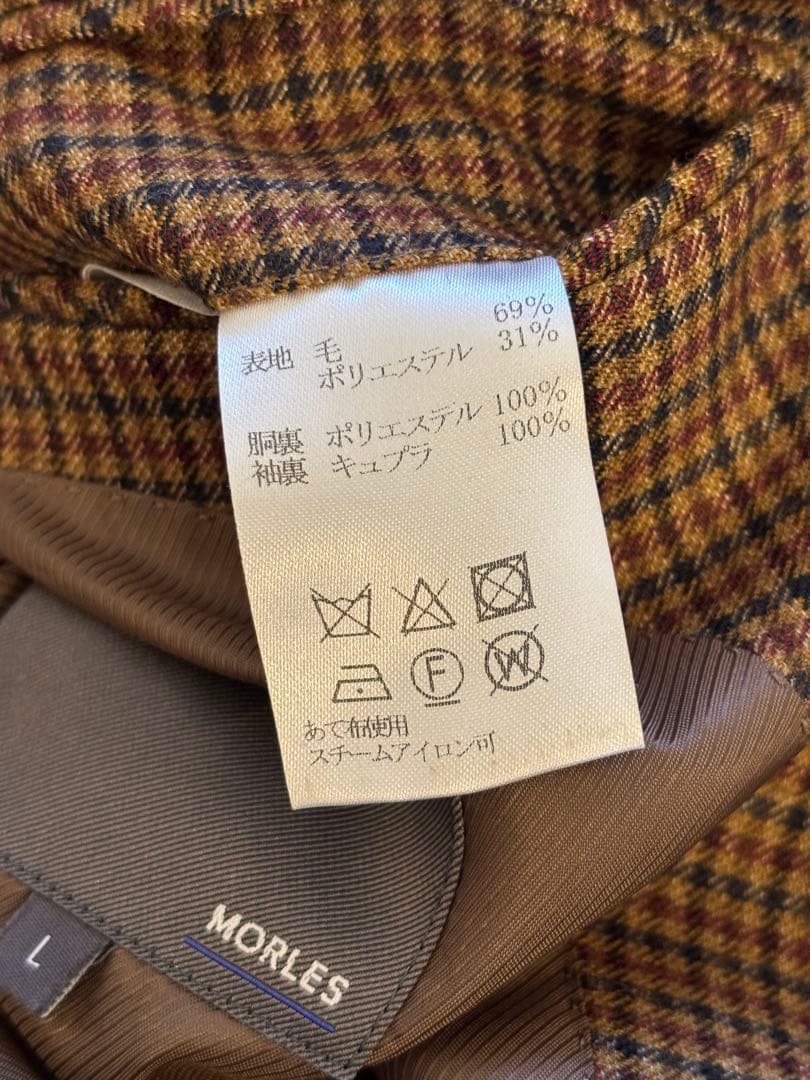 表地 毛 69%
ポリエステル 31%
胴裏 ポリエステル 100%
袖裏 キュプラ 100%
F
W
あて布使用
スチームアイロン可
MORLES
L